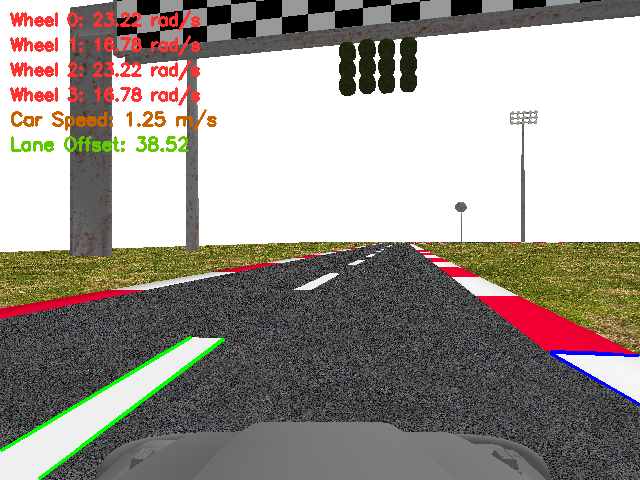 Wheel 0: 23.22 rad/s
Wheel 1: 16.78 rad/s
Wheel 2: 23.22 rad/s
Wheel 3: 16.78 rad/s
Car Speed: 1.25 m/s
Lane Offset: 38.52